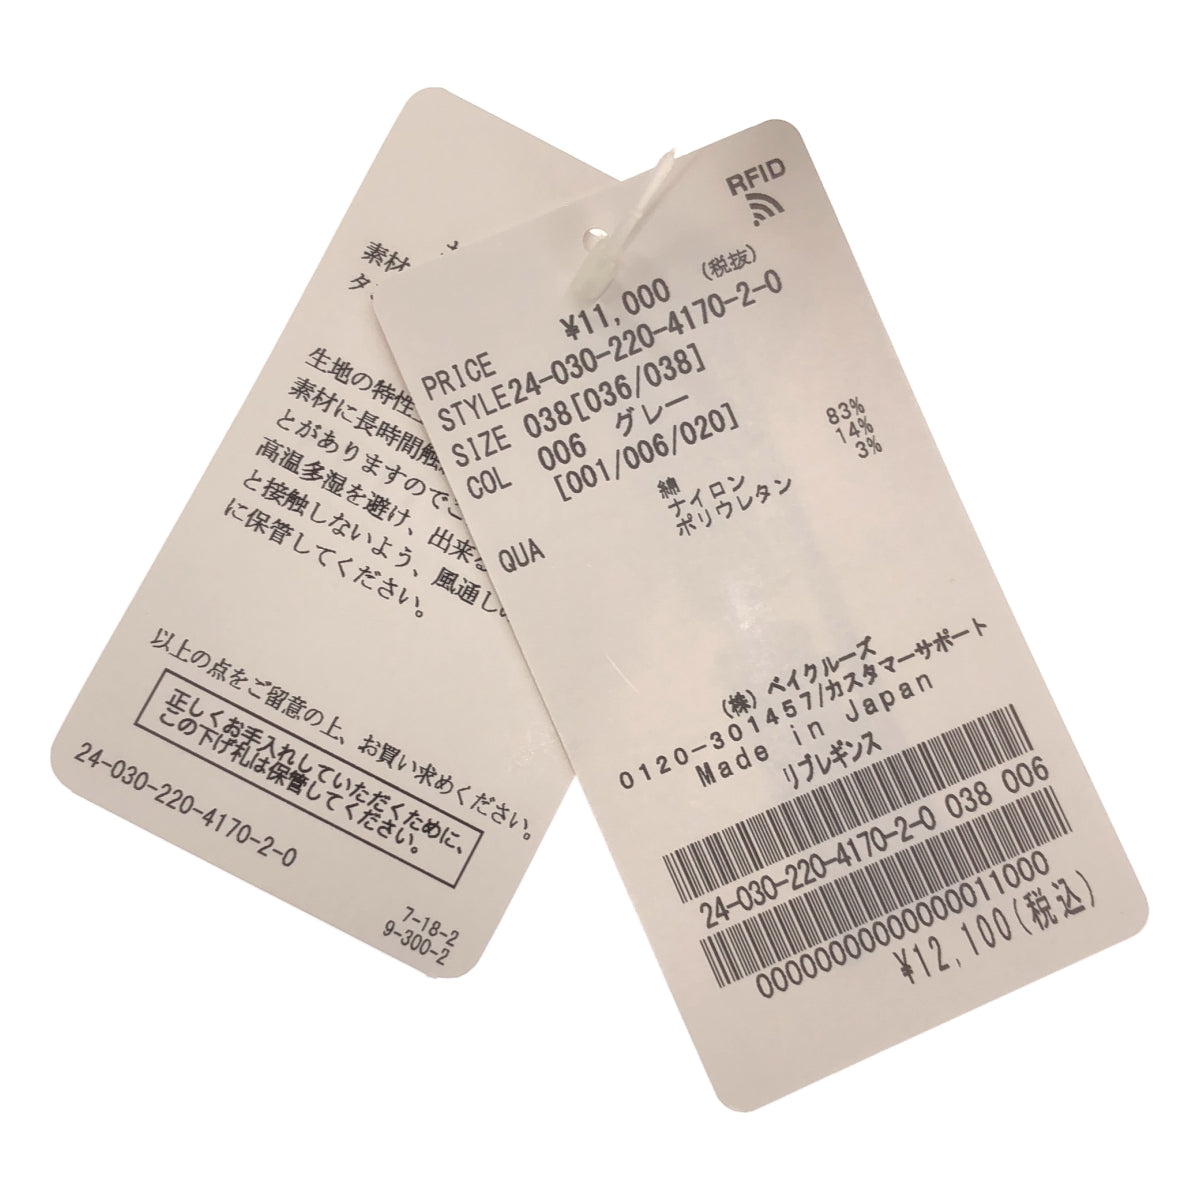 RFID
PRICE ¥11,000 (税抜)
STYLE24-030-220-4170-2-0
SIZE 038[036/038]
COL 006 グレー
[001/006/020]
QUA 綿 83%
ナイロン 14%
ポリウレタン 3%
(株)ベイクルーズ
0120-301457/カスタマーサポート
Made in Japan
リブレギンス
24-030-220-4170-2-0 038 006
00000000000000011000
¥12,100(税込)
素材
タ
生地の特性
素材に長時間触
とがありますのでご
高温多湿を避け、出来る
と接触しないよう、風通し
に保管してください。
以上の点をご留意の上、お買い求めください。
正しくお手入れしていただくために、
この下げ札は保管してください。
24-030-220-4170-2-0
7-18-2
9-300-2